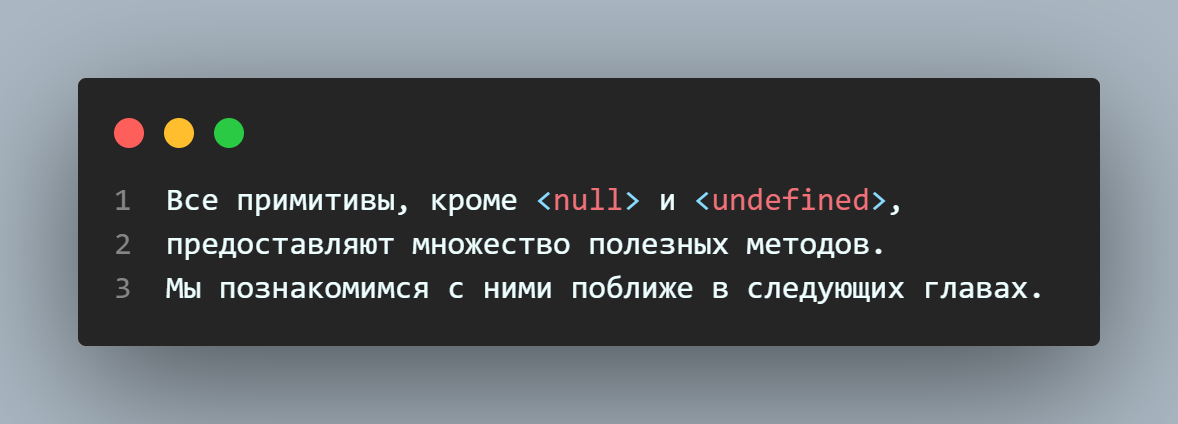 1 Все примитивы, кроме <null> и <undefined>,
2 предоставляют множество полезных методов.
3 Мы познакомимся с ними поближе в следующих главах.